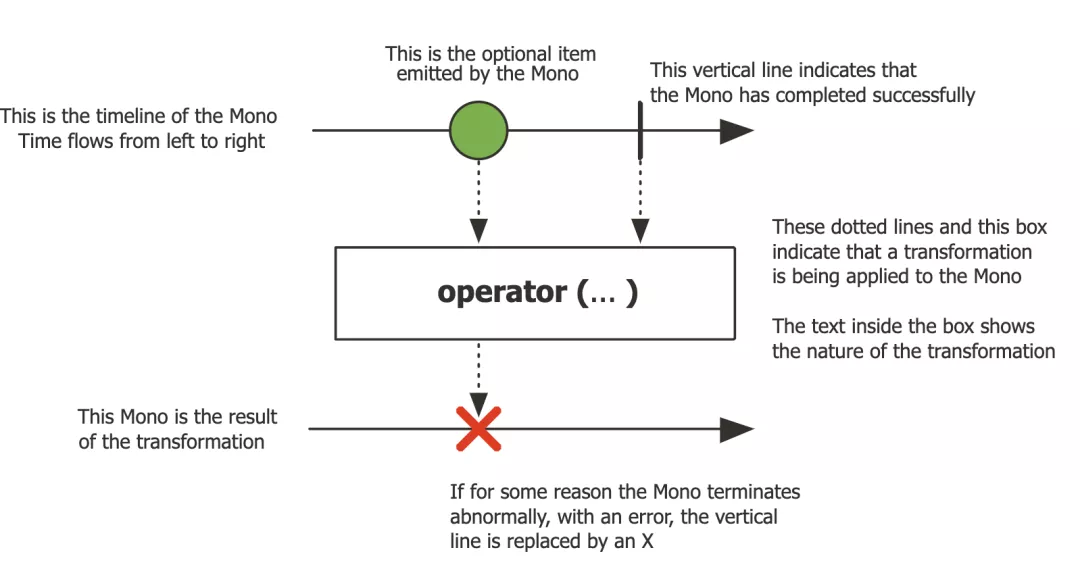 This is the optional item
emitted by the Mono
This vertical line indicates that
the Mono has completed successfully
This is the timeline of the Mono
Time flows from left to right
These dotted lines and this box
indicate that a transformation
is being applied to the Mono
operator (... )
The text inside the box shows
the nature of the transformation
This Mono is the result
of the transformation
If for some reason the Mono terminates
abnormally, with an error, the vertical
line is replaced by an X